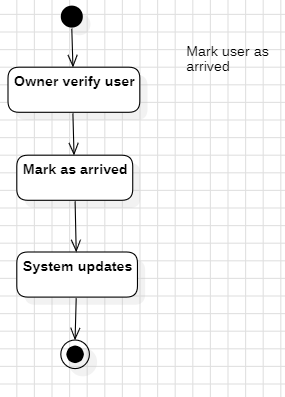 Mark user as
arrived
Owner verify user
Mark as arrived
System updates